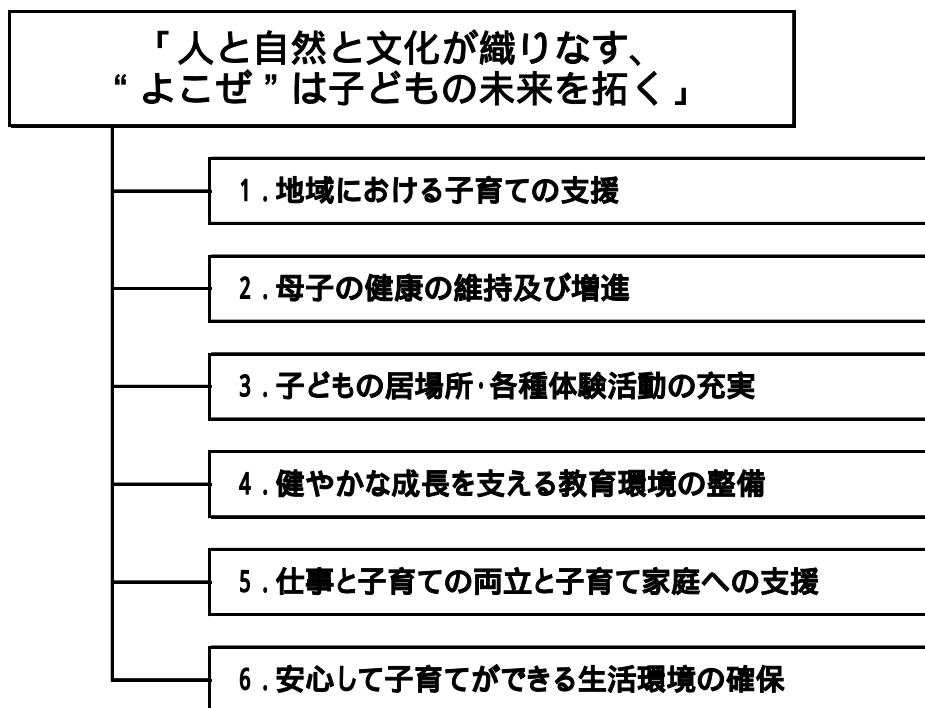 「人と自然と文化が織りなす、
“よこぜ”は子どもの未来を拓く」
1.地域における子育ての支援
2.母子の健康の維持及び増進
3.子どもの居場所・各種体験活動の充実
4.健やかな成長を支える教育環境の整備
5.仕事と子育ての両立と子育て家庭への支援
6.安心して子育てができる生活環境の確保